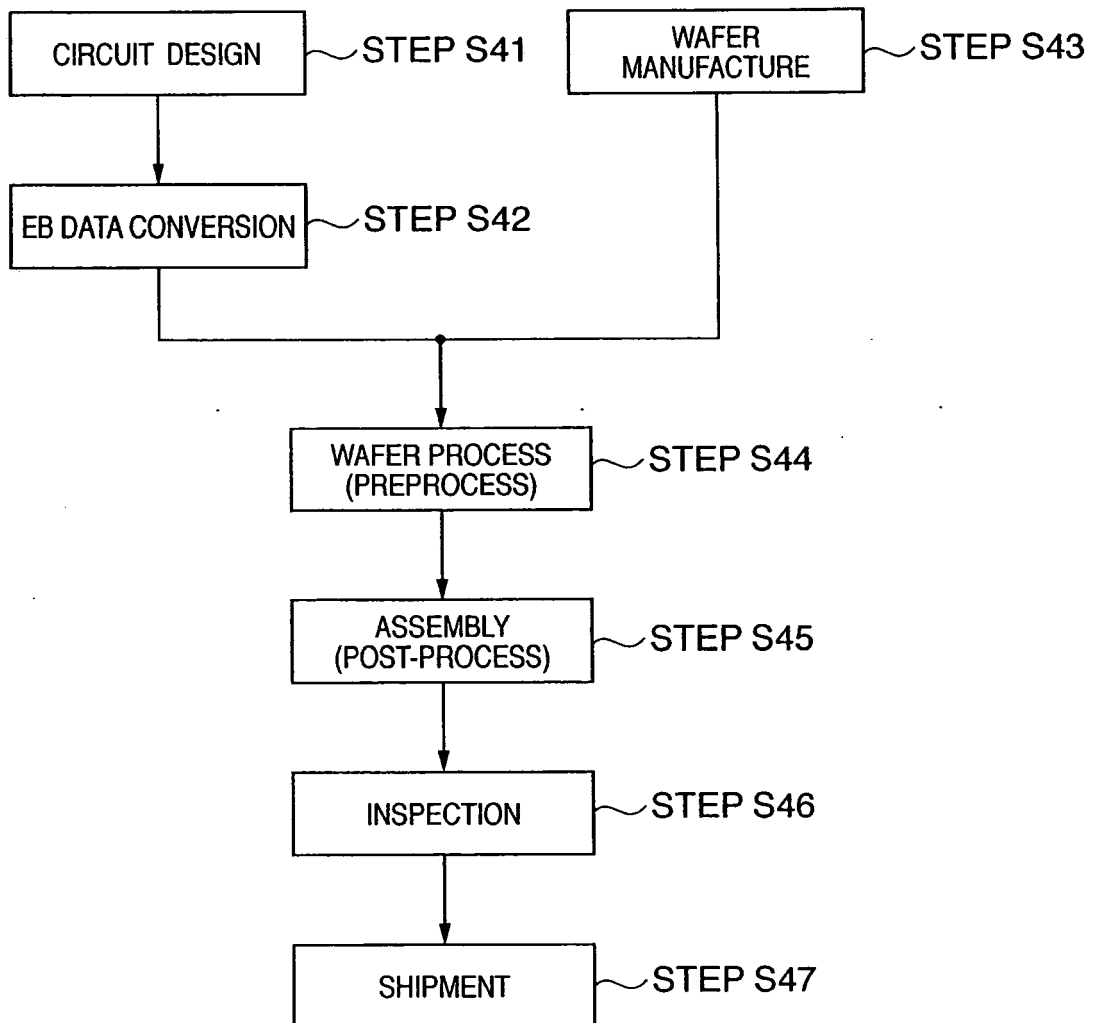 CIRCUIT DESIGN
STEP S41
WAFER
MANUFACTURE
STEP S43
EB DATA CONVERSION
STEP S42
WAFER PROCESS
(PREPROCESS)
STEP S44
ASSEMBLY
(POST-PROCESS)
STEP S45
INSPECTION
STEP S46
SHIPMENT
STEP S47